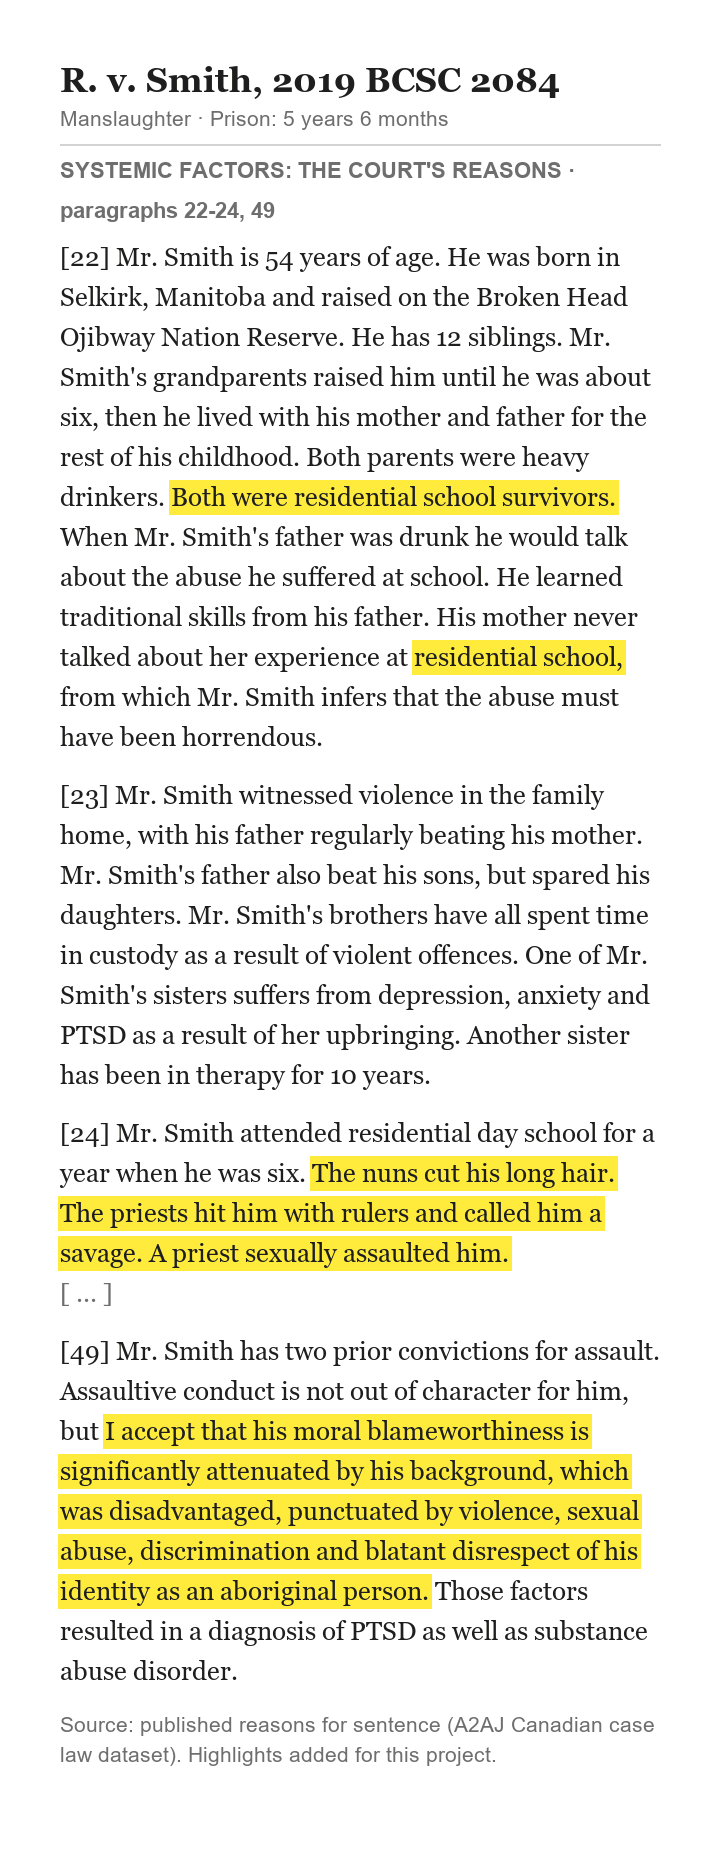 R. v. Smith, 2019 BCSC 2084
Manslaughter · Prison: 5 years 6 months
SYSTEMIC FACTORS: THE COURT'S REASONS ·
paragraphs 22-24, 49
[22] Mr. Smith is 54 years of age. He was born in
Selkirk, Manitoba and raised on the Broken Head
Ojibway Nation Reserve. He has 12 siblings. Mr.
Smith's grandparents raised him until he was about
six, then he lived with his mother and father for the
rest of his childhood. Both parents were heavy
drinkers. Both were residential school survivors.
When Mr. Smith's father was drunk he would talk
about the abuse he suffered at school. He learned
traditional skills from his father. His mother never
talked about her experience at residential school,
from which Mr. Smith infers that the abuse must
have been horrendous.
[23] Mr. Smith witnessed violence in the family
home, with his father regularly beating his mother.
Mr. Smith's father also beat his sons, but spared his
daughters. Mr. Smith's brothers have all spent time
in custody as a result of violent offences. One of Mr.
Smith's sisters suffers from depression, anxiety and
PTSD as a result of her upbringing. Another sister
has been in therapy for 10 years.
[24] Mr. Smith attended residential day school for a
year when he was six. The nuns cut his long hair.
The priests hit him with rulers and called him a
savage. A priest sexually assaulted him.
[ ... ]
[49] Mr. Smith has two prior convictions for assault.
Assaultive conduct is not out of character for him,
but I accept that his moral blameworthiness is
significantly attenuated by his background, which
was disadvantaged, punctuated by violence, sexual
abuse, discrimination and blatant disrespect of his
identity as an aboriginal person. Those factors
resulted in a diagnosis of PTSD as well as substance
abuse disorder.
Source: published reasons for sentence (A2AJ Canadian case
law dataset). Highlights added for this project.